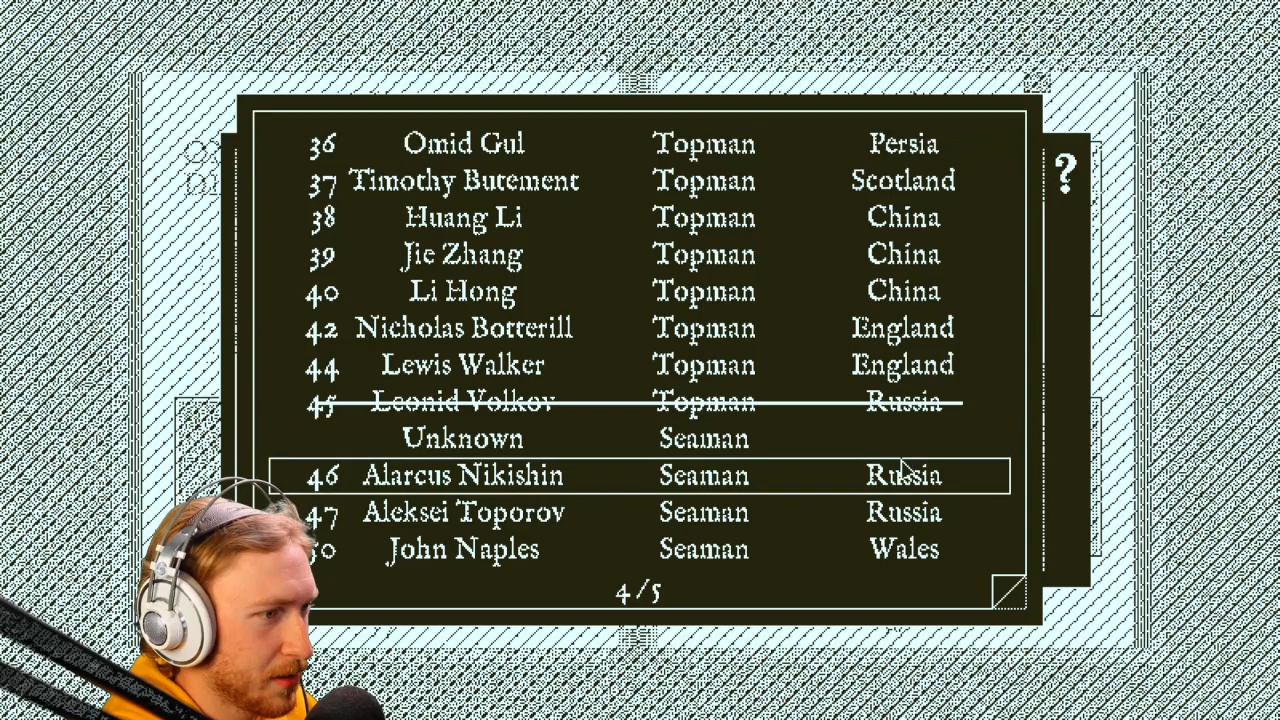 ?
36 Omid Gul Topman Persia
37 Timothy Butement Topman Scotland
38 Huang Li Topman China
39 Jie Zhang Topman China
40 Li Hong Topman China
42 Nicholas Botterill Topman England
44 Lewis Walker Topman England
45 Leonid Volkov Topman Russia
Unknown Seaman
46 Alarcus Nikishin Seaman Russia
47 Aleksei Toporov Seaman Russia
John Naples Seaman Wales
4/5